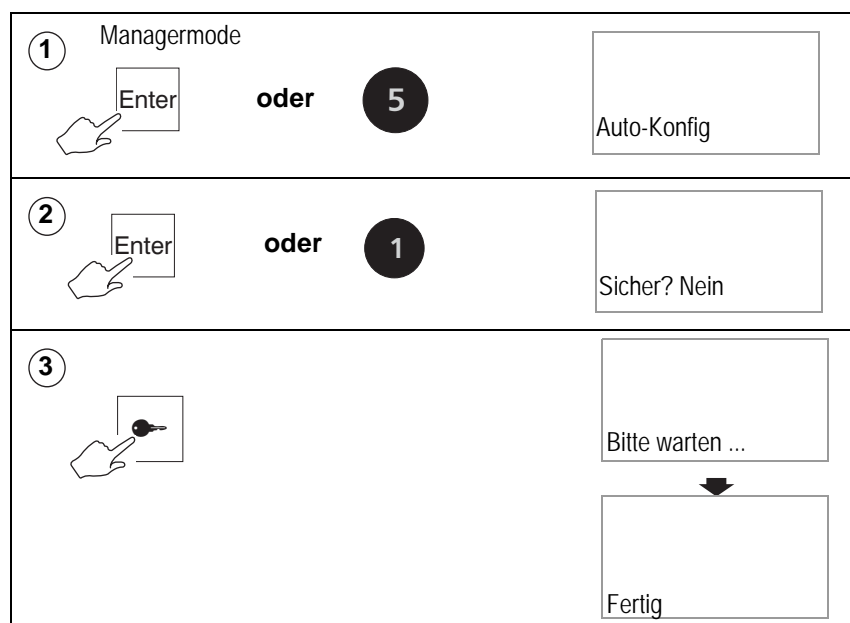 1 Managermode
Enter oder 5
Auto-Konfig
2
Enter oder 1
Sicher? Nein
3
Bitte warten ...
Fertig